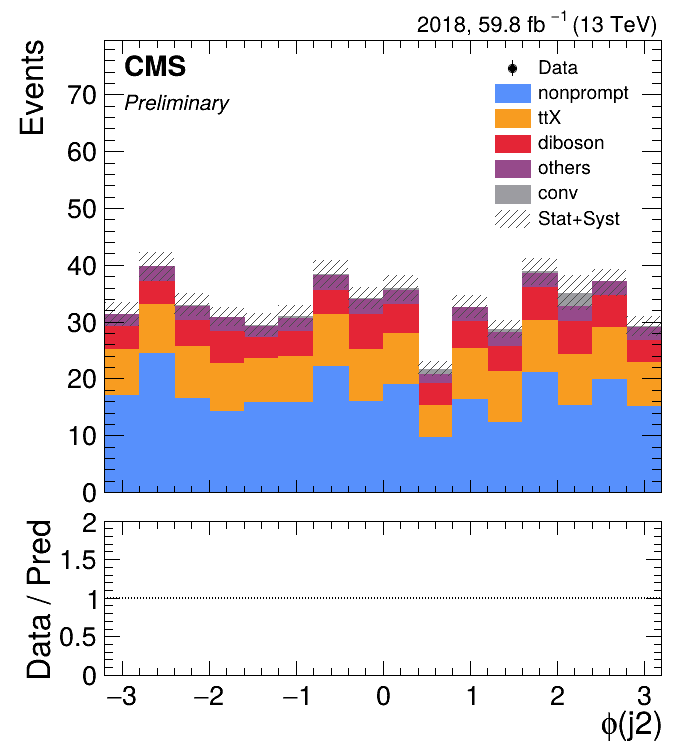 2018, 59.8 fb⁻¹ (13 TeV)
Events
CMS
Preliminary
Data
nonprompt
ttX
diboson
others
conv
Stat+Syst
70
60
50
40
30
20
10
0
Data / Pred
2
1.5
1
0.5
0
−3 −2 −1 0 1 2 3
ϕ(j2)